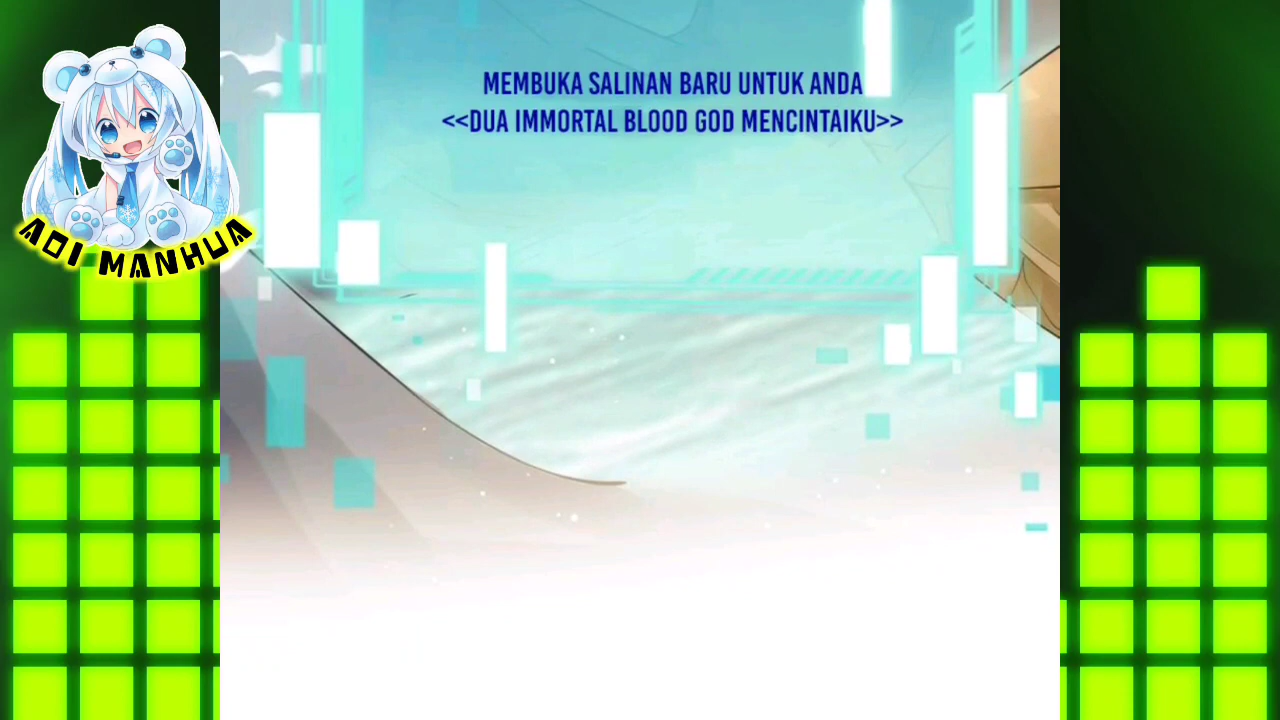 MEMBUKA SALINAN BARU UNTUK ANDA
<<DUA IMMORTAL BLOOD GOD MENCINTAIKU>>
AOI MANHUA